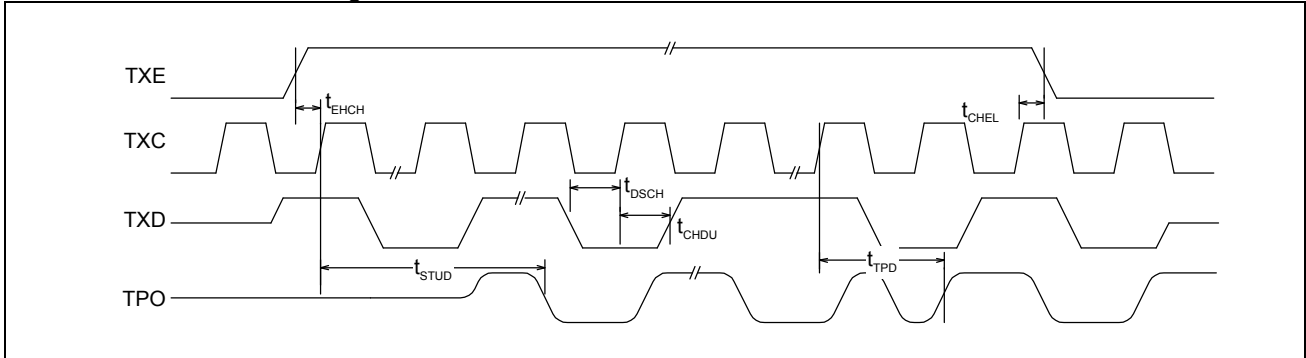 TXE
tEHCH
tCHEL
TXC
tDSCH
TXD
tCHDU
tSTUD
tTPD
TPO